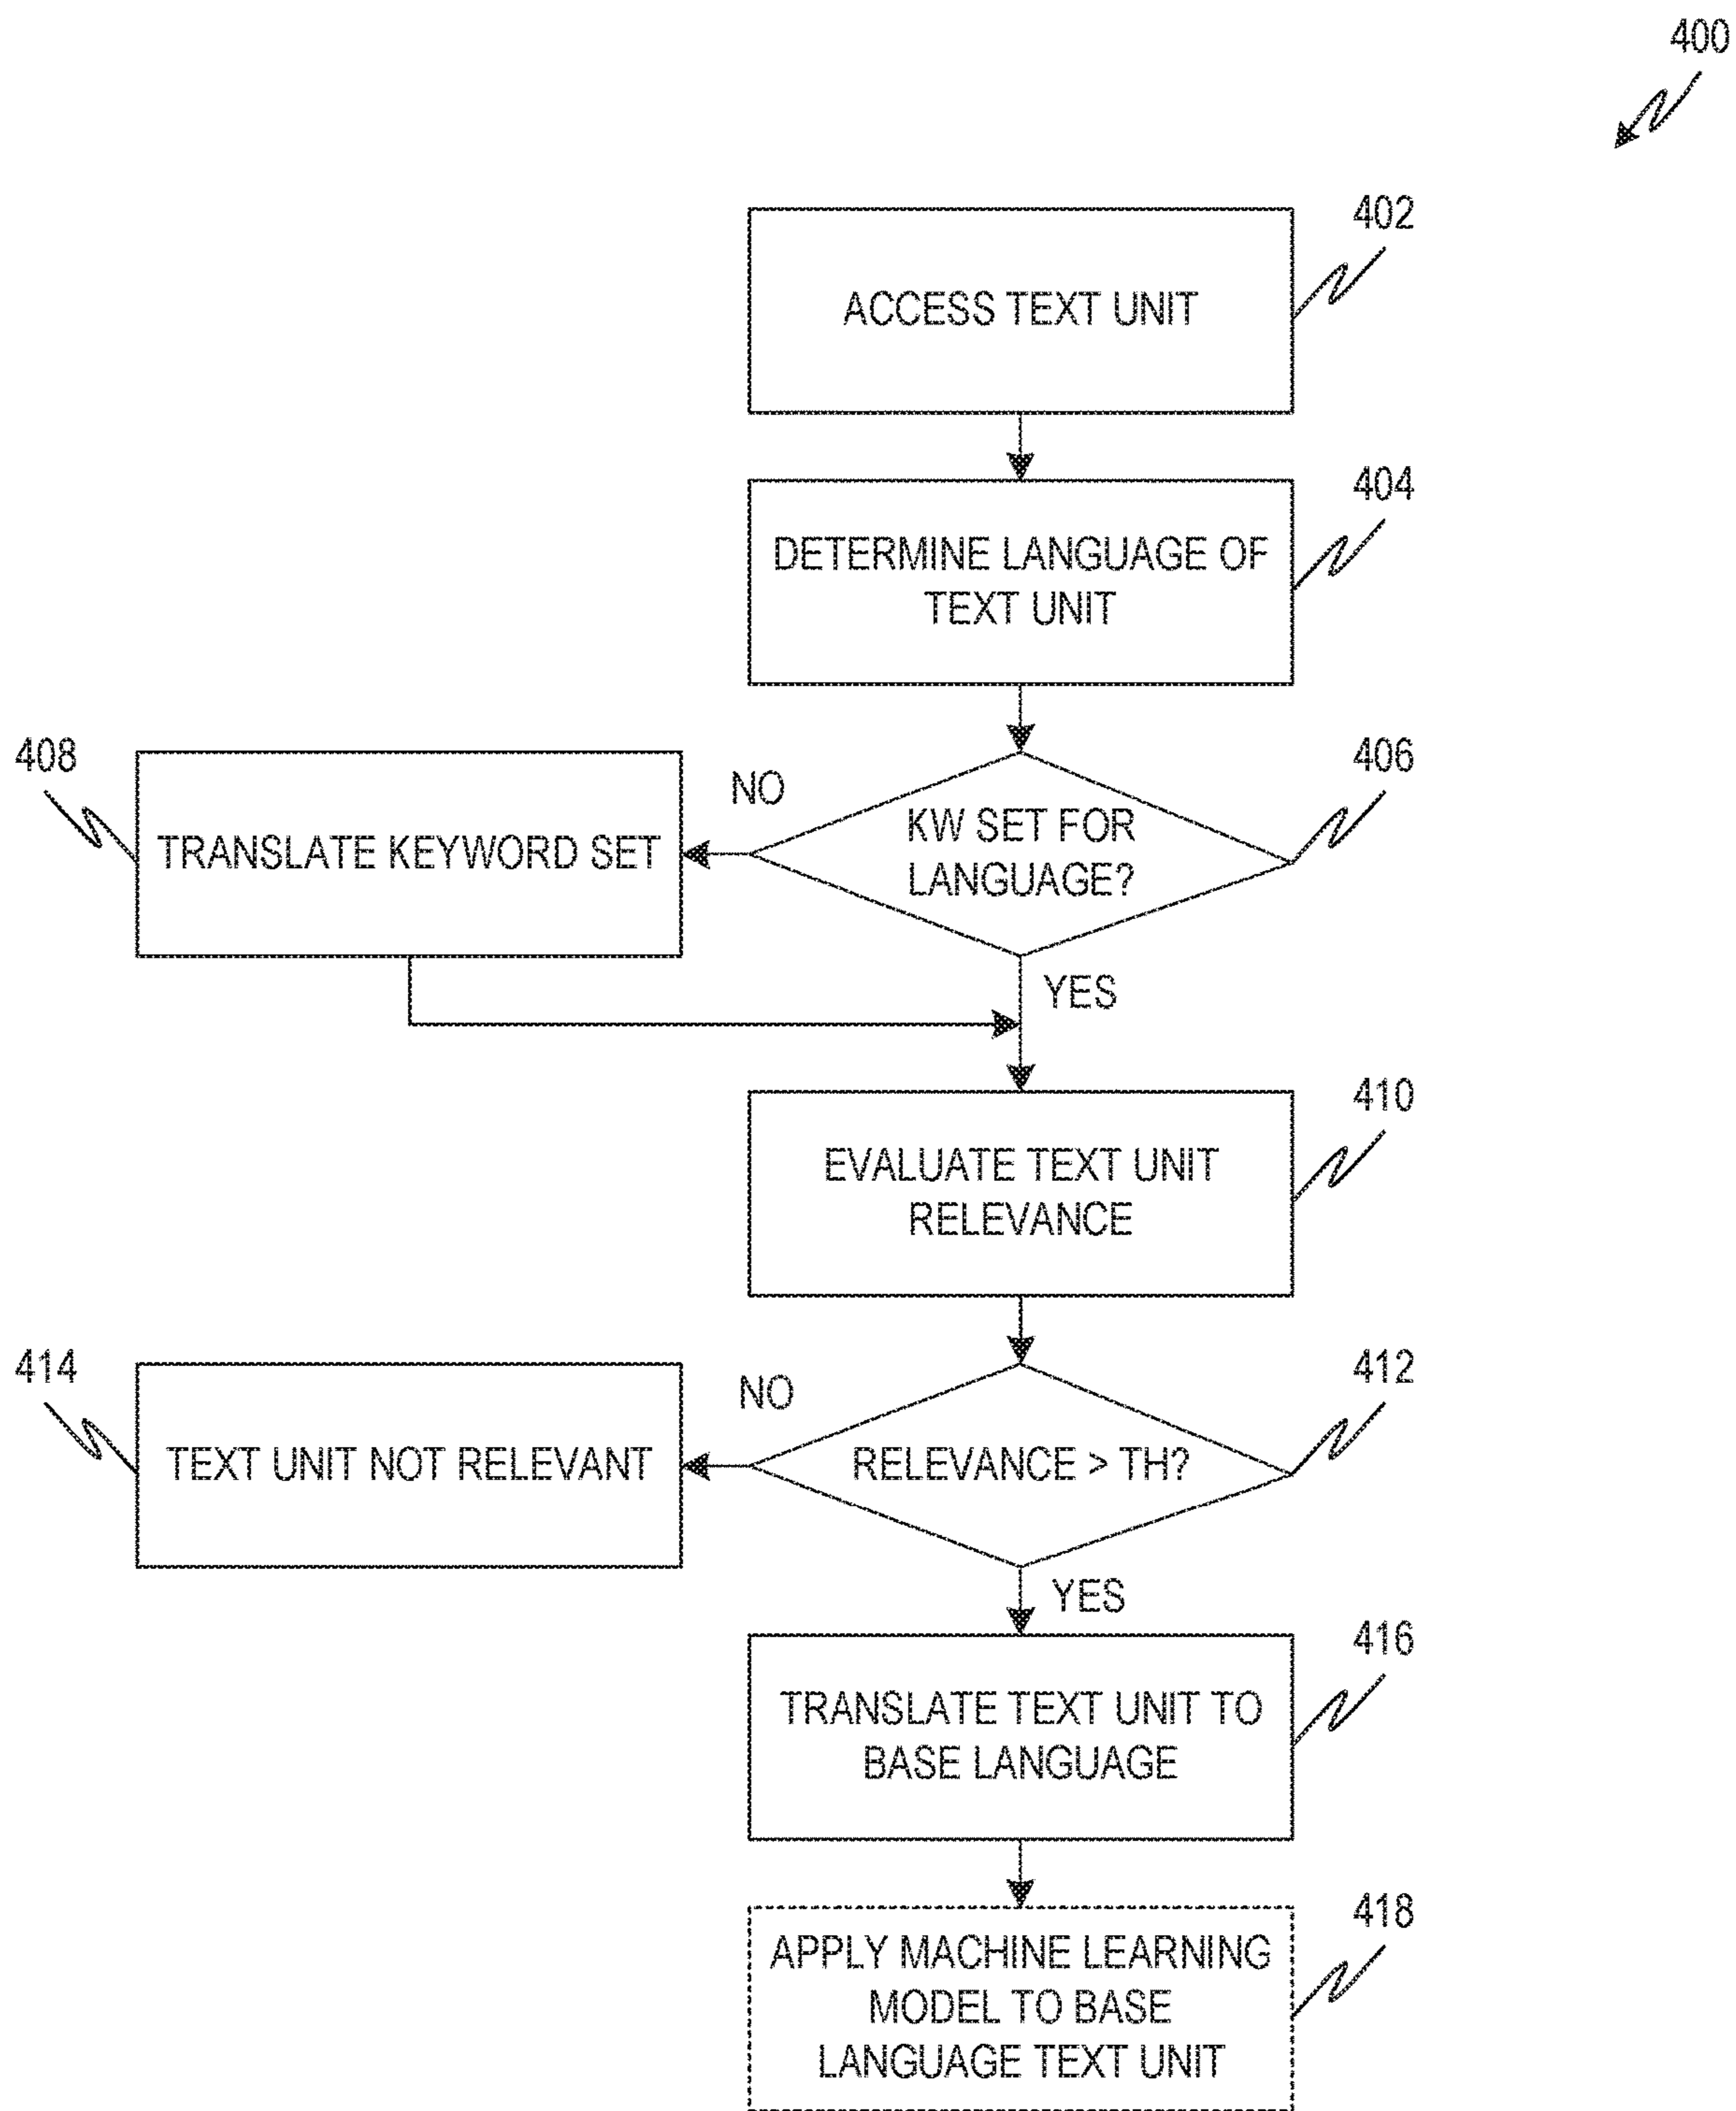 400
402
ACCESS TEXT UNIT
404
DETERMINE LANGUAGE OF
TEXT UNIT
406
408
NO
KW SET FOR
LANGUAGE?
TRANSLATE KEYWORD SET
YES
410
EVALUATE TEXT UNIT
RELEVANCE
412
414
NO
RELEVANCE > TH?
TEXT UNIT NOT RELEVANT
YES
416
TRANSLATE TEXT UNIT TO
BASE LANGUAGE
418
APPLY MACHINE LEARNING
MODEL TO BASE
LANGUAGE TEXT UNIT